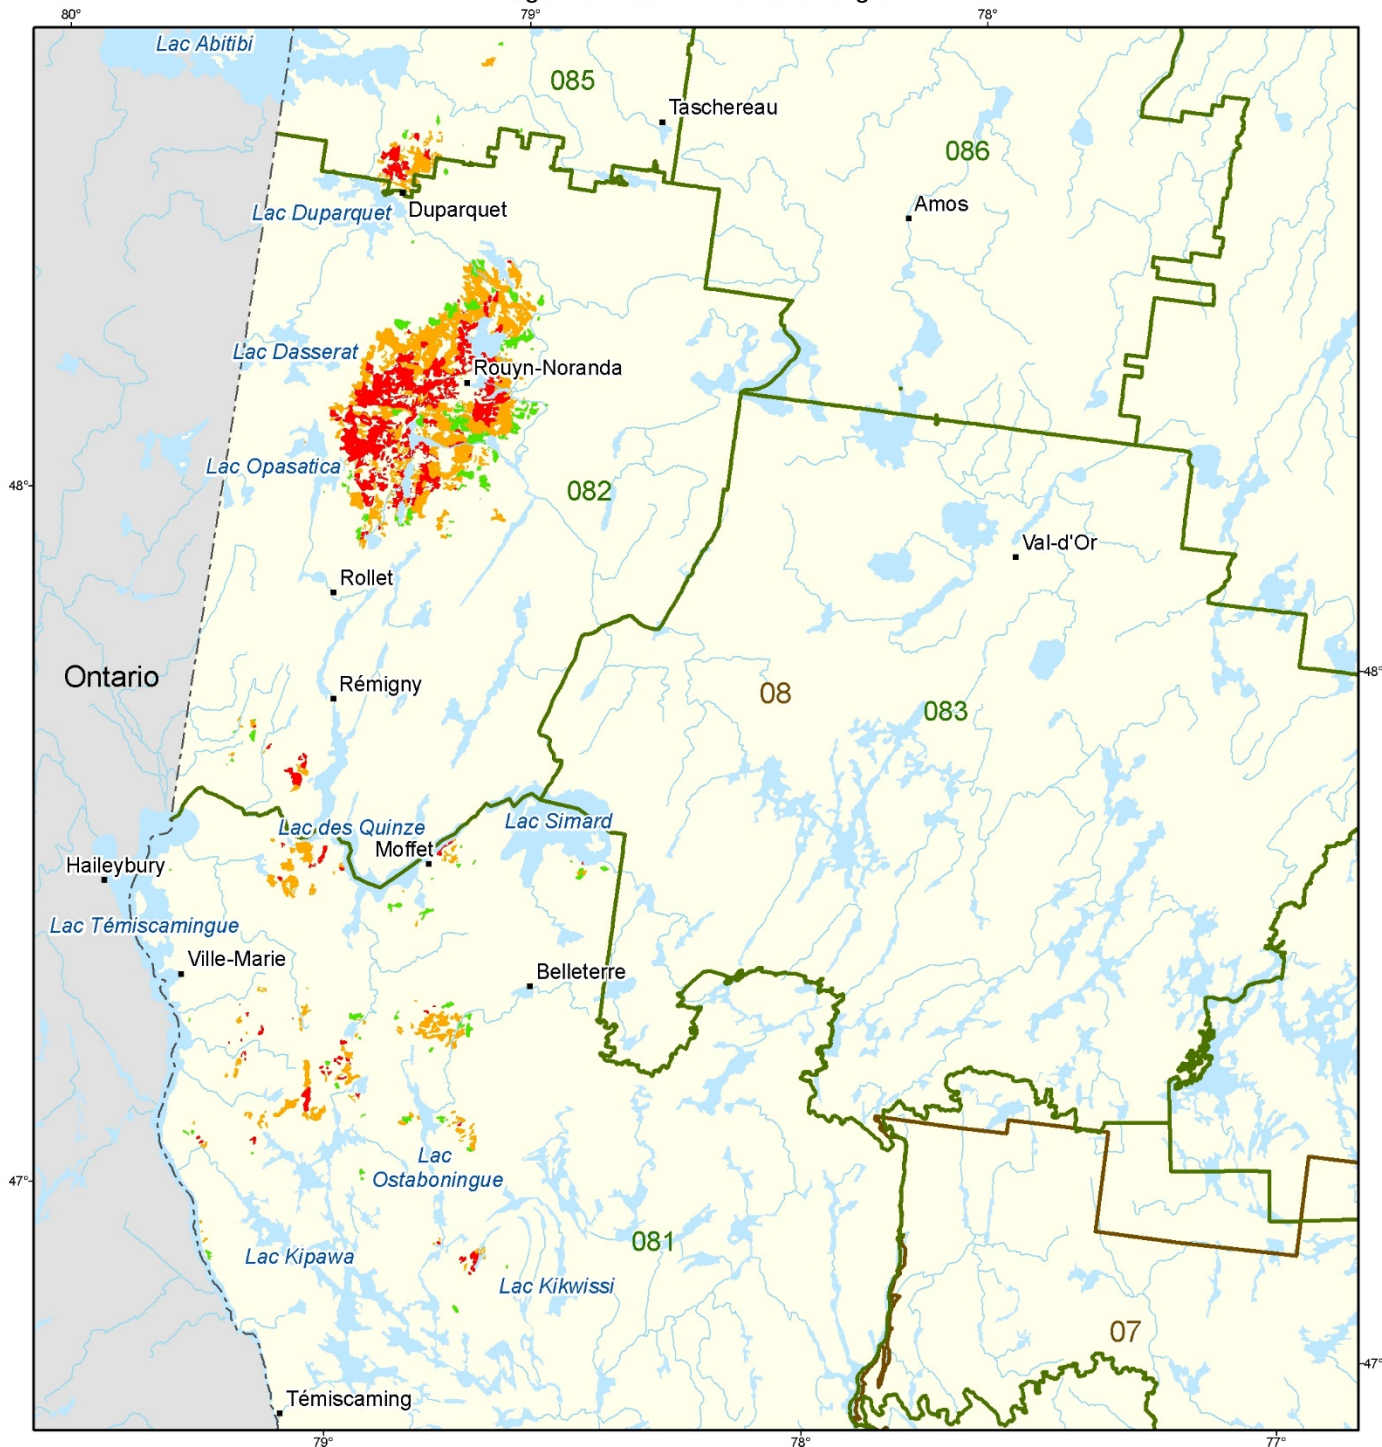 80°
79°
78°
Lac Abitibi
085
Taschereau
086
Amos
Lac Duparquet
Duparquet
Lac Dasserat
Rouyn-Noranda
Lac Opasatica
48°
082
Val-d'Or
Rollet
Ontario
48°
Rémigny
08
083
Lac des Quinze
Lac Simard
Moffet
Haileybury
Lac Témiscamingue
Ville-Marie
Belleterre
Lac
Ostaboningue
47°
081
Lac Kipawa
Lac Kikwissi
07
47°
Témiscaming
79°
78°
77°